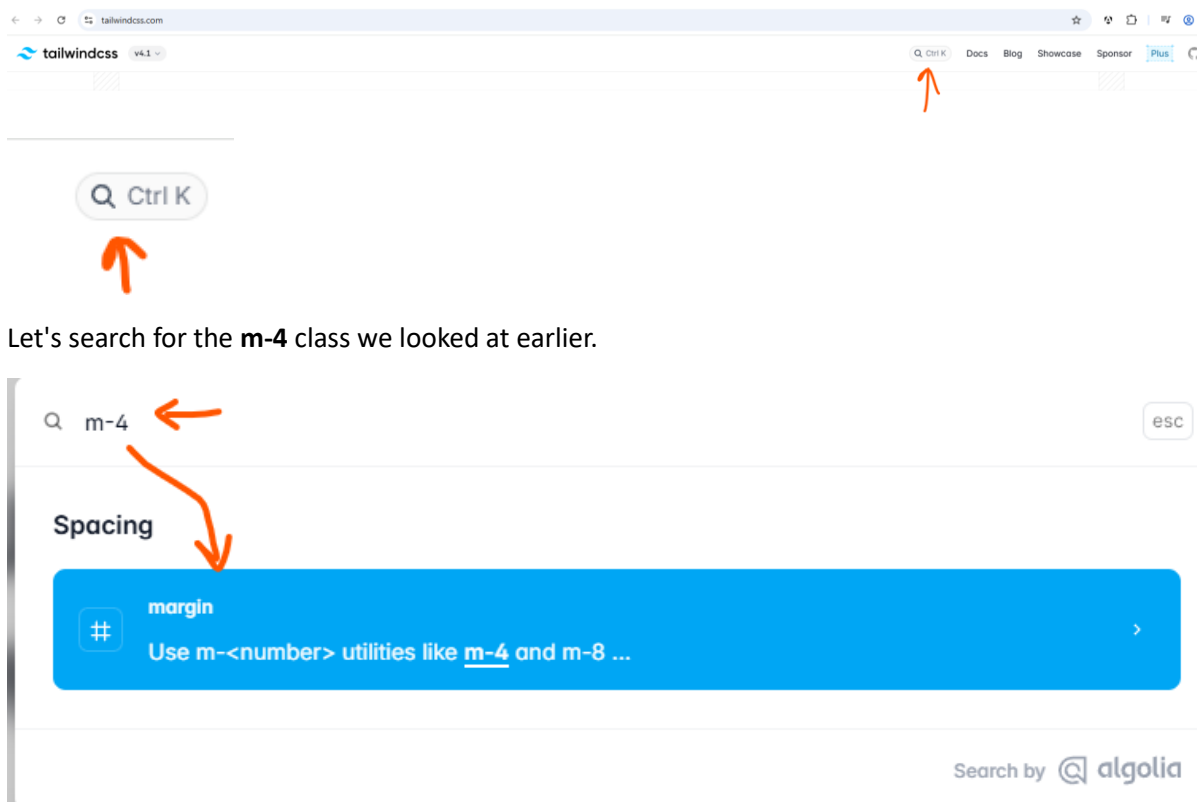 tailwindcss.com
tailwindcss v4.1 Ctrl K Docs Blog Showcase Sponsor Plus
Ctrl K
Let's search for the m-4 class we looked at earlier.
m-4 esc
Spacing
margin
Use m-<number> utilities like m-4 and m-8 ...
Search by algolia